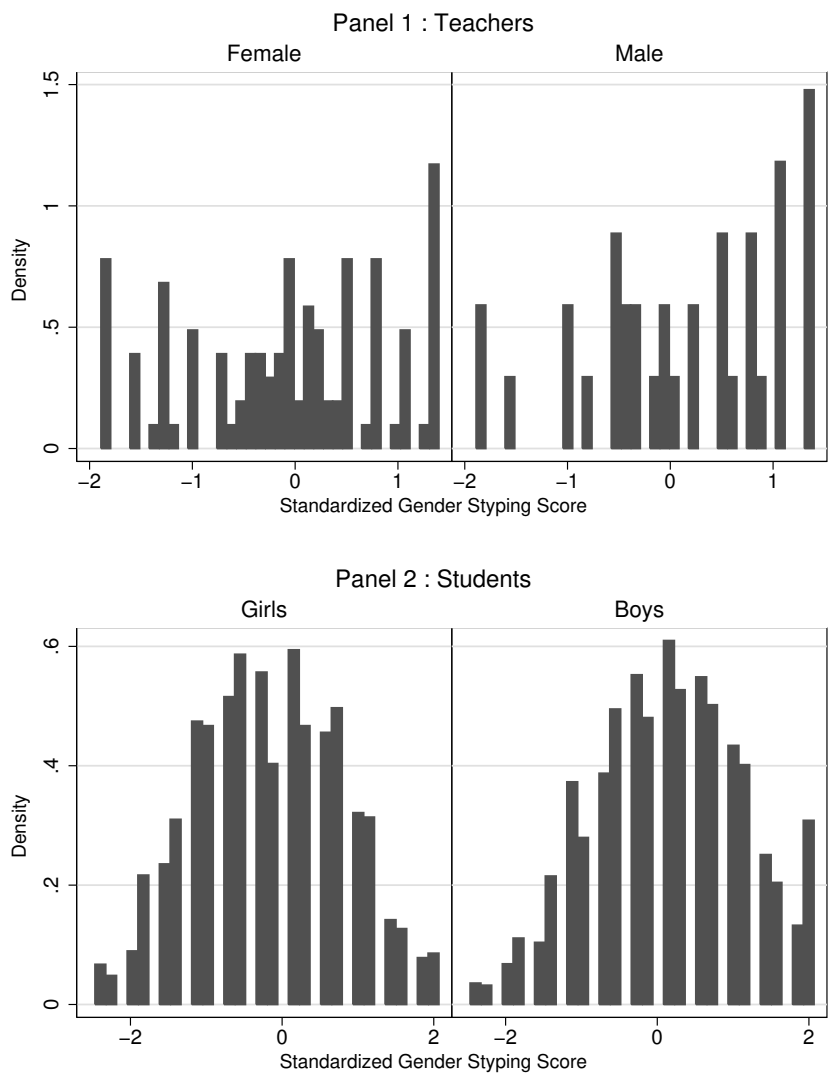 Panel 1 : Teachers
Female Male
1.5
1
.5
0
Density
−2 −1 0 1 −2 −1 0 1
Standardized Gender Styping Score
Panel 2 : Students
Girls Boys
.6
.4
.2
0
Density
−2 0 2 −2 0 2
Standardized Gender Styping Score